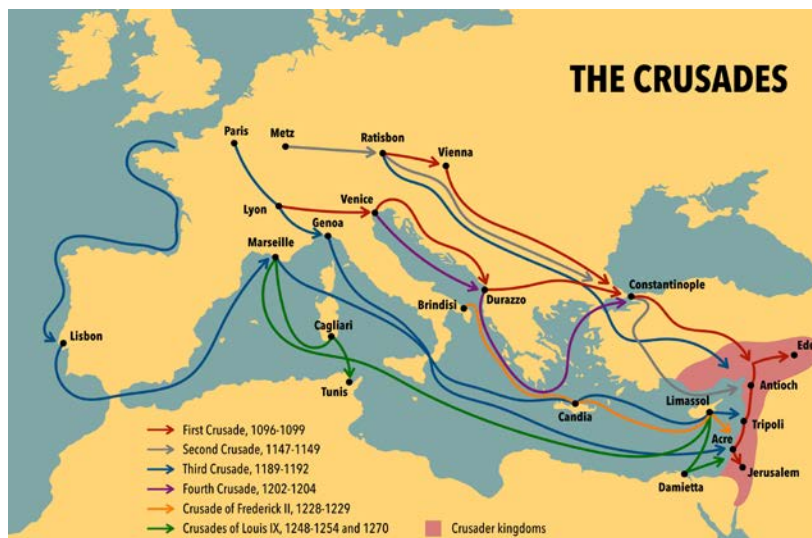 THE CRUSADES
Paris
Metz
Ratisbon
Vienna
Lyon
Venice
Genoa
Marseille
Constantinople
Durazzo
Brindisi
Lisbon
Cagliari
Ede
Antioch
Tunis
Limassol
Candia
Tripoli
Acre
Jerusalem
Damietta
First Crusade, 1096-1099
Second Crusade, 1147-1149
Third Crusade, 1189-1192
Fourth Crusade, 1202-1204
Crusade of Frederick II, 1228-1229
Crusades of Louis IX, 1248-1254 and 1270
Crusader kingdoms